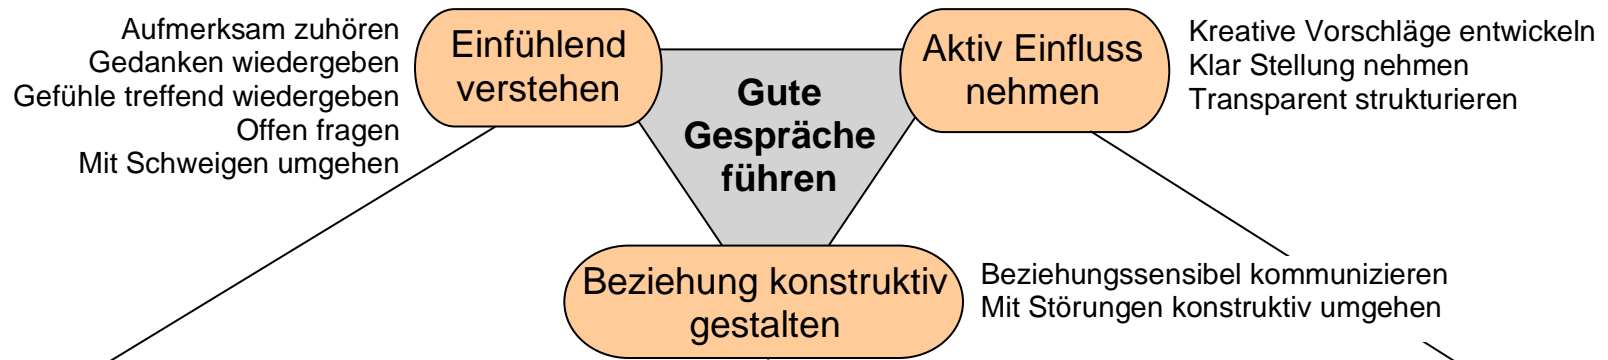 Aufmerksam zuhören
Gedanken wiedergeben
Gefühle treffend wiedergeben
Offen fragen
Mit Schweigen umgehen
Einfühlend
verstehen
Gute
Gespräche
führen
Aktiv Einfluss
nehmen
Kreative Vorschläge entwickeln
Klar Stellung nehmen
Transparent strukturieren
Beziehung konstruktiv
gestalten
Beziehungssensibel kommunizieren
Mit Störungen konstruktiv umgehen